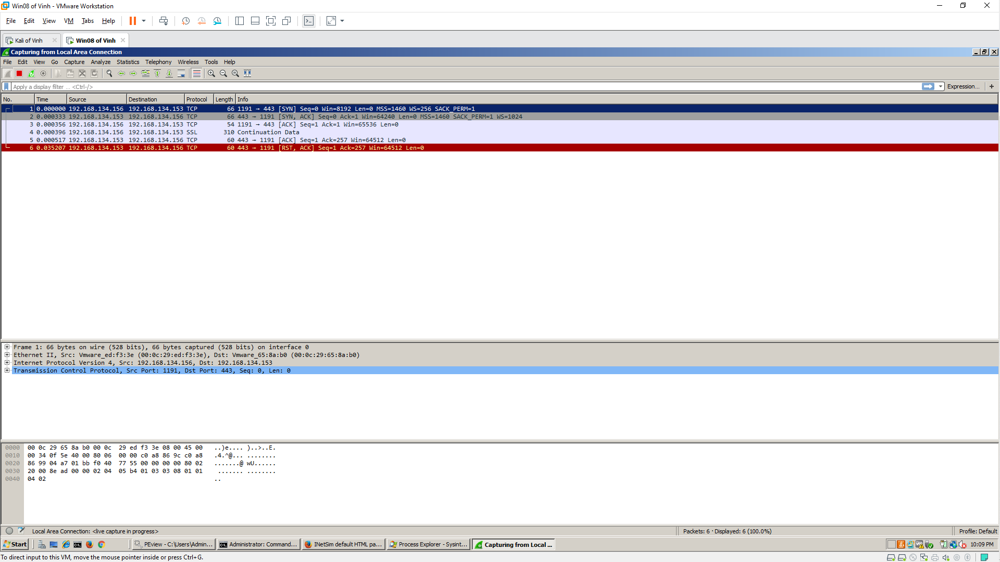 Win08 of Vinh - VMware Workstation
File Edit View VM Tabs Help
Kali of Vinh Win08 of Vinh
Capturing from Local Area Connection
File Edit View Go Capture Analyze Statistics Telephony Wireless Tools Help
Apply a display filter ... <Ctrl-/> Expression... +
No. Time Source Destination Protocol Length Info
1 0.000000 192.168.134.156 192.168.134.153 TCP 66 1191 → 443 [SYN] Seq=0 Win=8192 Len=0 MSS=1460 WS=256 SACK_PERM=1
2 0.000333 192.168.134.153 192.168.134.156 TCP 66 443 → 1191 [SYN, ACK] Seq=0 Ack=1 Win=64240 Len=0 MSS=1460 SACK_PERM=1 WS=1024
3 0.000356 192.168.134.156 192.168.134.153 TCP 54 1191 → 443 [ACK] Seq=1 Ack=1 Win=65536 Len=0
4 0.000396 192.168.134.156 192.168.134.153 SSL 310 Continuation Data
5 0.000517 192.168.134.153 192.168.134.156 TCP 60 443 → 1191 [ACK] Seq=1 Ack=257 Win=64512 Len=0
6 0.035207 192.168.134.153 192.168.134.156 TCP 60 443 → 1191 [RST, ACK] Seq=1 Ack=257 Win=64512 Len=0
Frame 1: 66 bytes on wire (528 bits), 66 bytes captured (528 bits) on interface 0
Ethernet II, Src: Vmware_ed:f3:3e (00:0c:29:ed:f3:3e), Dst: Vmware_65:8a:b0 (00:0c:29:65:8a:b0)
Internet Protocol Version 4, Src: 192.168.134.156, Dst: 192.168.134.153
Transmission Control Protocol, Src Port: 1191, Dst Port: 443, Seq: 0, Len: 0
0000 00 0c 29 65 8a b0 00 0c 29 ed f3 3e 08 00 45 00 ..)e.... )..>..E.
0010 00 34 0f 5e 40 00 80 06 00 00 c0 a8 86 9c c0 a8 .4.^@... ........
0020 86 99 04 a7 01 bb f0 40 77 55 00 00 00 00 80 02 .......@ wU......
0030 20 00 8e ad 00 00 02 04 05 b4 01 03 03 08 01 01 ....... ........
0040 04 02 ..
Local Area Connection: <live capture in progress> Packets: 6 · Displayed: 6 (100.0%) Profile: Default
Start PEview - C:\Users\Admin... Administrator: Command... INetSim default HTML pa... Process Explorer - Sysint... Capturing from Local ... 10:09 PM
To direct input to this VM, move the mouse pointer inside or press Ctrl+G.